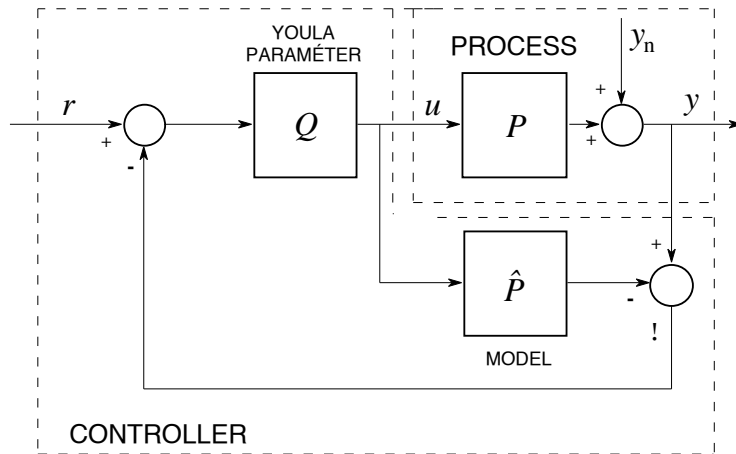 YOULA
PARAMÉTER
PROCESS
yn
r
+
-
Q
u
P
+
+
y
P̂
+
-
!
MODEL
CONTROLLER